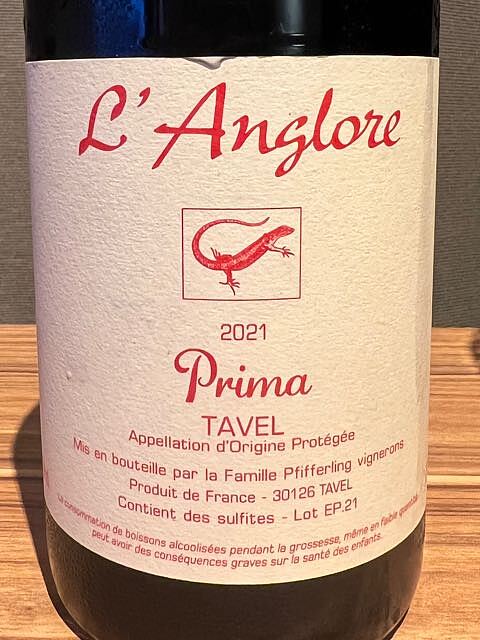 L'Anglore
2021
Prima
TAVEL
Appellation d'Origine Protégée
Mis en bouteille par la Famille Pfifferling vignerons
Produit de France - 30126 TAVEL
Contient des sulfites - Lot EP.21
La consommation de boissons alcoolisées pendant la grossesse, même en faible quantité,
peut avoir des conséquences graves sur la santé des enfants.